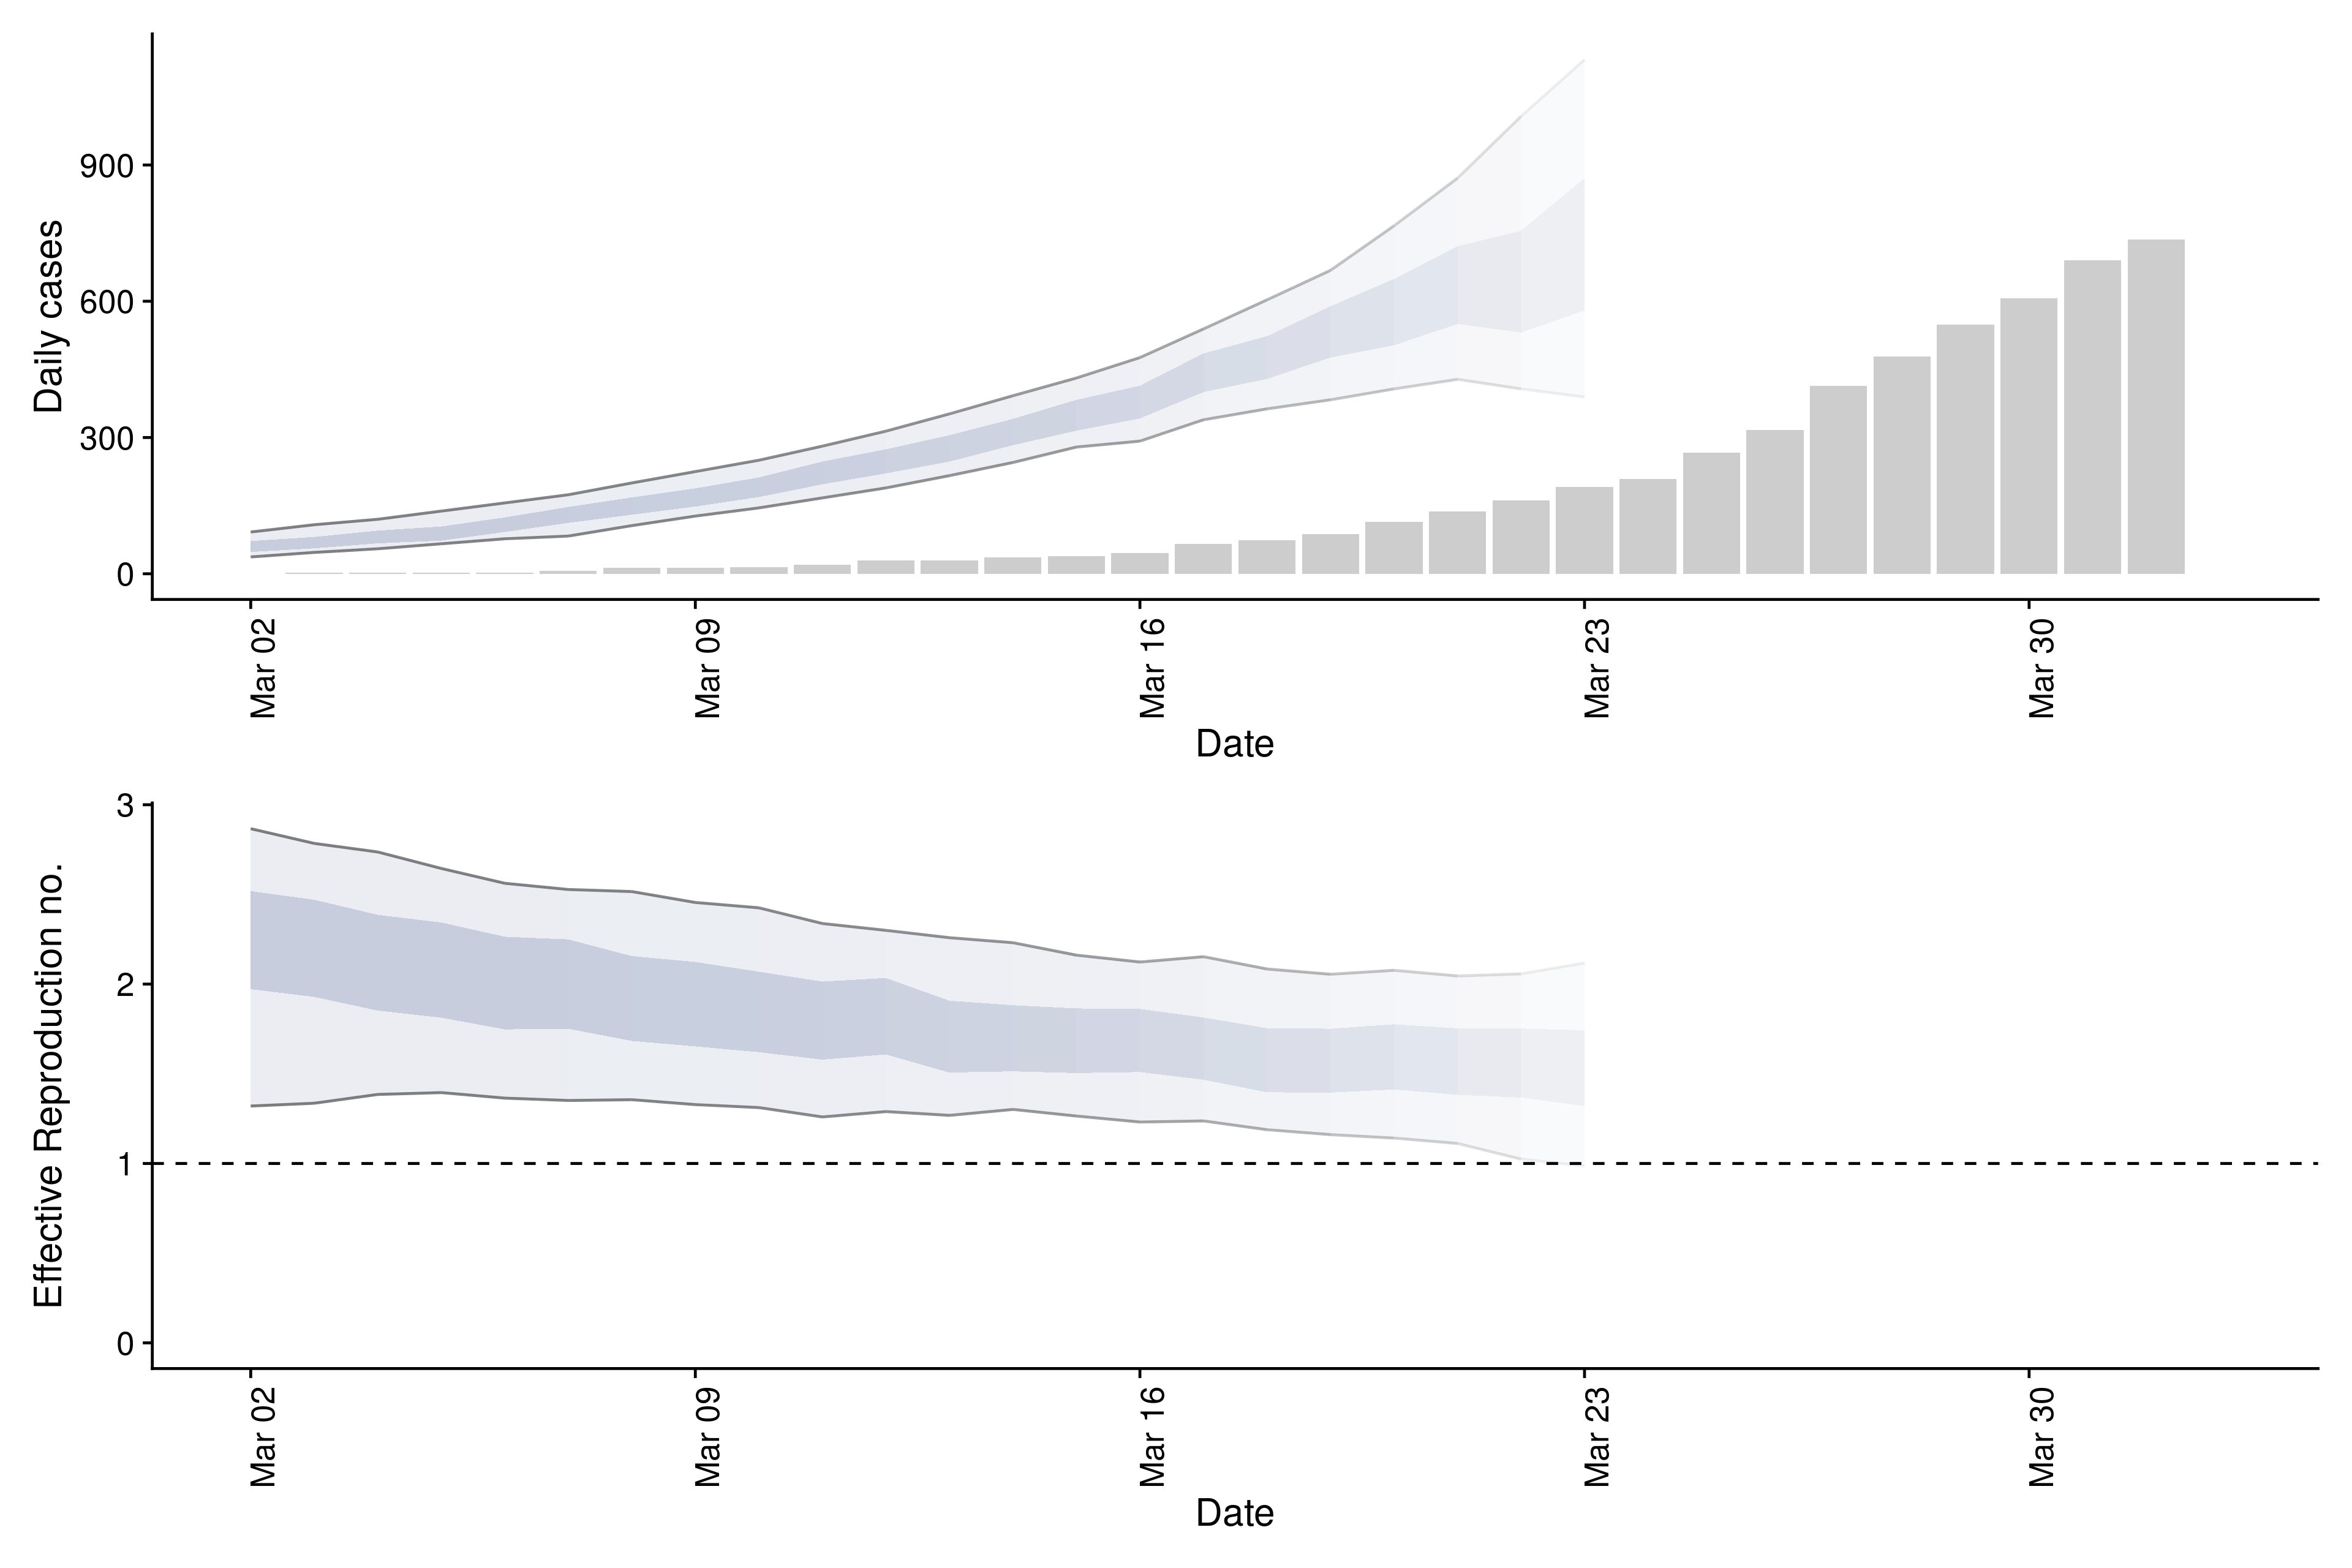 Daily cases
900
600
300
0
Mar 02
Mar 09
Mar 16
Mar 23
Mar 30
Date
Effective Reproduction no.
3
2
1
0
Mar 02
Mar 09
Mar 16
Mar 23
Mar 30
Date